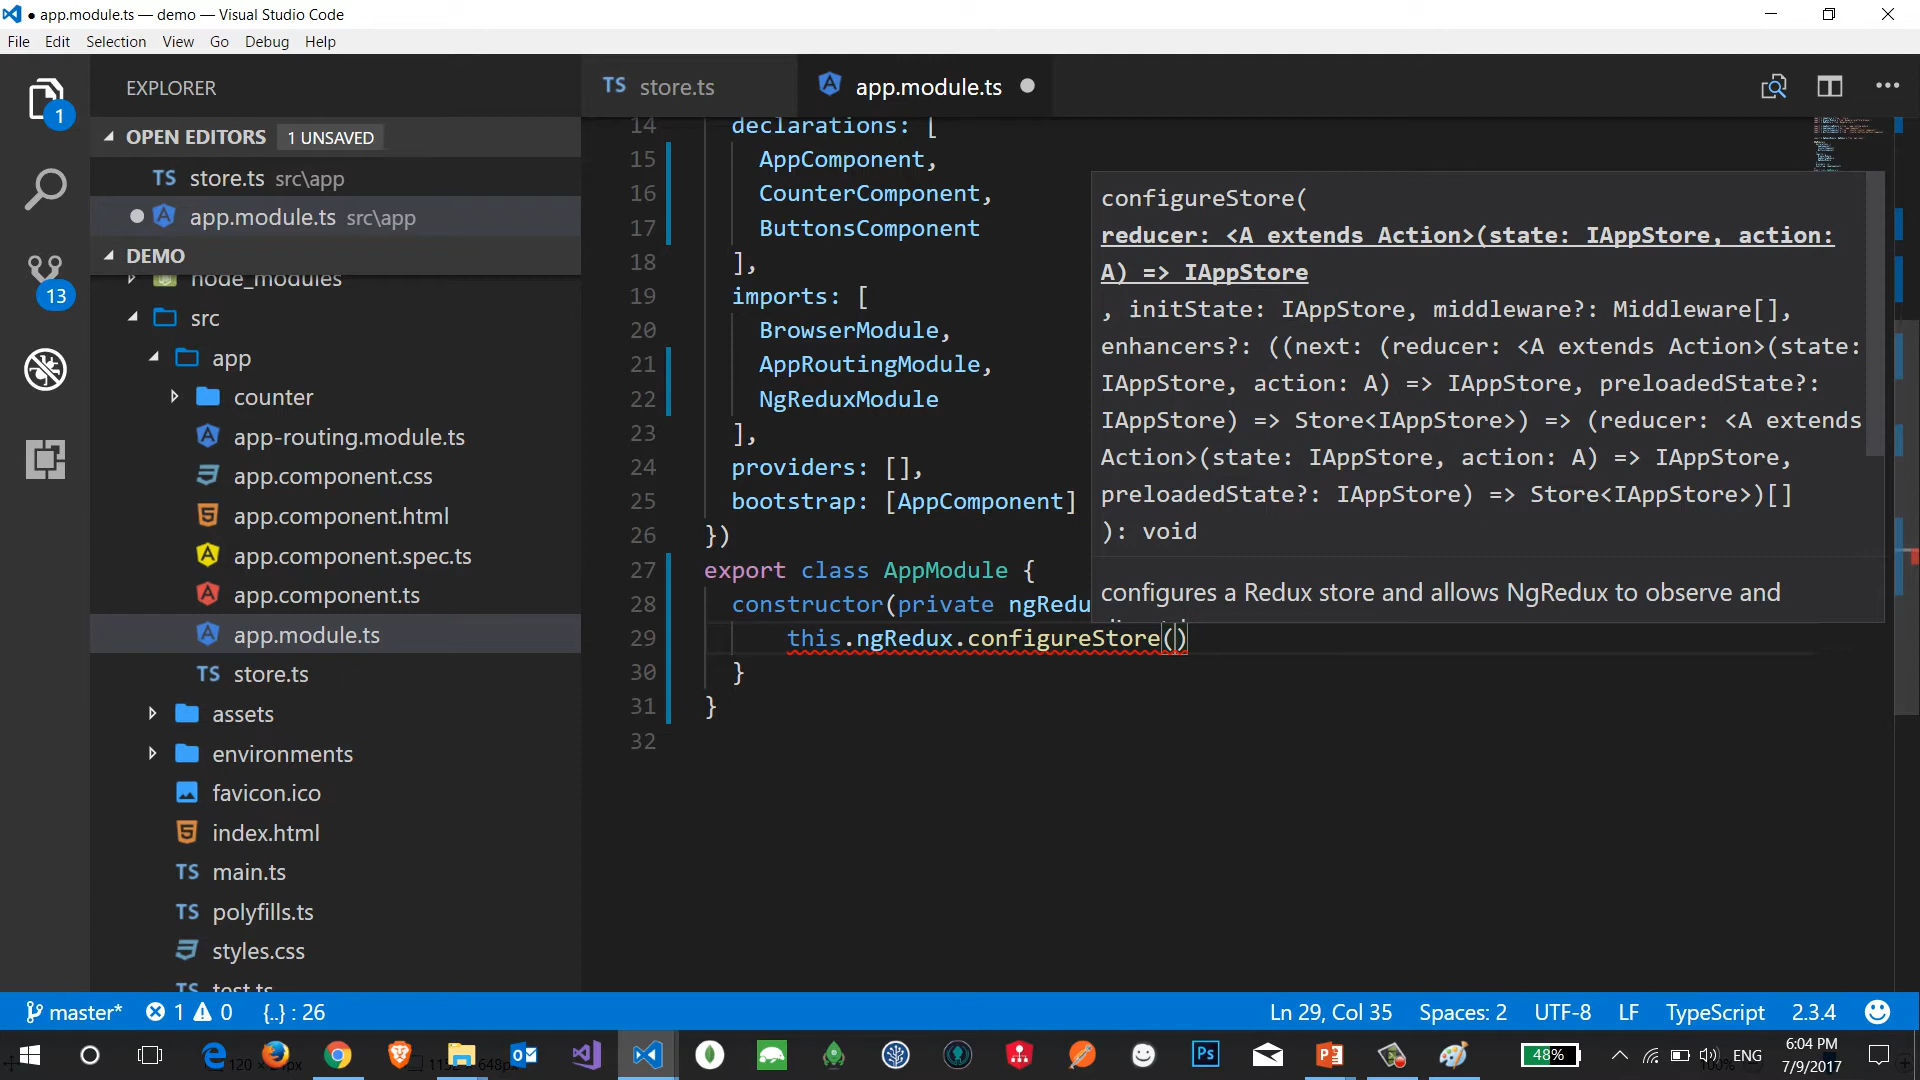 app.module.ts — demo — Visual Studio Code
File Edit Selection View Go Debug Help
EXPLORER
OPEN EDITORS 1 UNSAVED
TS store.ts src\app
app.module.ts src\app
DEMO
node_modules
src
app
counter
app-routing.module.ts
app.component.css
app.component.html
app.component.spec.ts
app.component.ts
app.module.ts
TS store.ts
assets
environments
favicon.ico
index.html
TS main.ts
TS polyfills.ts
styles.css
TS test.ts
1
13
TS store.ts app.module.ts
14 declarations: [
15 AppComponent,
16 CounterComponent,
17 ButtonsComponent
18 ],
19 imports: [
20 BrowserModule,
21 AppRoutingModule,
22 NgReduxModule
23 ],
24 providers: [],
25 bootstrap: [AppComponent]
26 })
27 export class AppModule {
28 constructor(private ngRedu
29 this.ngRedux.configureStore()
30 }
31 }
32
configureStore(
reducer: <A extends Action>(state: IAppStore, action:
A) => IAppStore
, initState: IAppStore, middleware?: Middleware[],
enhancers?: ((next: (reducer: <A extends Action>(state:
IAppStore, action: A) => IAppStore, preloadedState?:
IAppStore) => Store<IAppStore>) => (reducer: <A extends
Action>(state: IAppStore, action: A) => IAppStore,
preloadedState?: IAppStore) => Store<IAppStore>)[]
): void
configures a Redux store and allows NgRedux to observe and
master* 1 0 {..} : 26 Ln 29, Col 35 Spaces: 2 UTF-8 LF TypeScript 2.3.4
48% ENG 6:04 PM
7/9/2017